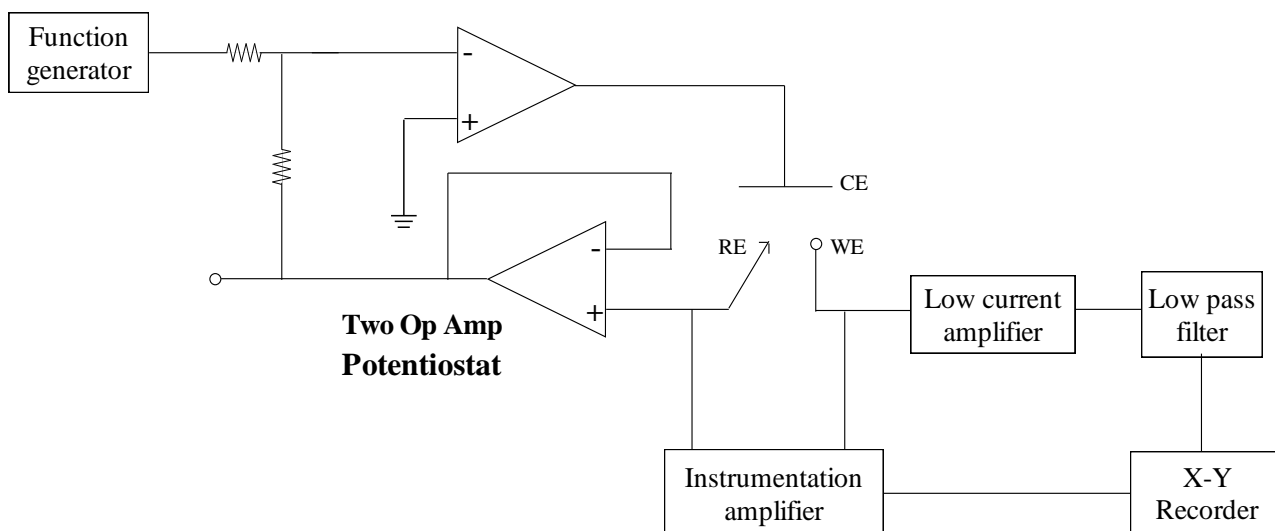 Function
generator
-
+
CE
RE
WE
-
+
Two Op Amp
Potentiostat
Low current
amplifier
Low pass
filter
Instrumentation
amplifier
X-Y
Recorder